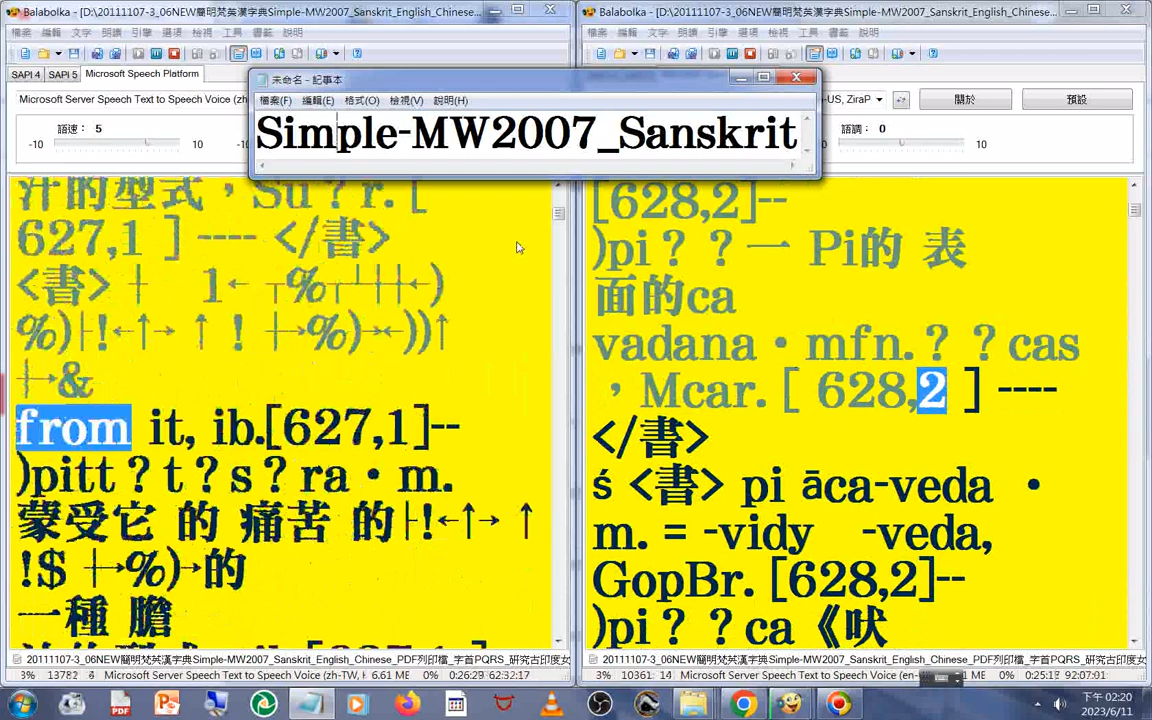 Balabolka - [D:\20111107-3_06NEW簡明梵英漢字典Simple-MW2007_Sanskrit_English_Chinese...
檔案 編輯 文字 朗讀 引擎 選項 檢視 工具 書籤 說明
SAPI 4 SAPI 5 Microsoft Speech Platform
Microsoft Server Speech Text to Speech Voice (zh
語速： 5
-10 10
未命名 - 記事本
檔案(F) 編輯(E) 格式(O) 檢視(V) 說明(H)
Simple-MW2007_Sanskrit
Balabolka - [D:\20111107-3_06NEW簡明梵英漢字典Simple-MW2007_Sanskrit_English_Chinese...
檔案 編輯 文字 朗讀 引擎 選項 檢視 工具 書籤 說明
-US, ZiraP 關於 預設
語調： 0
10
汁的型式，Su？r. [
627,1 ] ---- </書>
<書>├ 1← ┬%┬┴┼┼←)
%)├!←↑→ ↑ ! ├→%)→←))↑
├→&
from it, ib.[627,1]--
)pitt？t？s？ra・m.
蒙受它 的 痛苦 的├!←↑→ ↑
!$ ├→%)→的
一種 膽
[628,2]--
)pi？？一 Pi的 表
面的ca
vadana・mfn.？？cas
，Mcar. [ 628,2 ] ----
</書>
ś <書> pi āca-veda ・
m. = -vidy -veda,
GopBr. [628,2]--
)pi？？ca《吠
20111107-3_06NEW簡明梵英漢字典Simple-MW2007_Sanskrit_English_Chinese_PDF列印檔_字首PQRS_研究古印度女
3% 13782 Microsoft Server Speech Text to Speech Voice (zh-TW, 6.61 ME 0% 0:26:29 62:32:17
20111107-3_06NEW簡明梵英漢字典Simple-MW2007_Sanskrit_English_Chinese_PDF列印檔_字首PQRS_研究古印度女
3% 10361: 14 Microsoft Server Speech Text to Speech Voice 0% 0:25:1 92:07:01
下午 02:20
2023/6/11